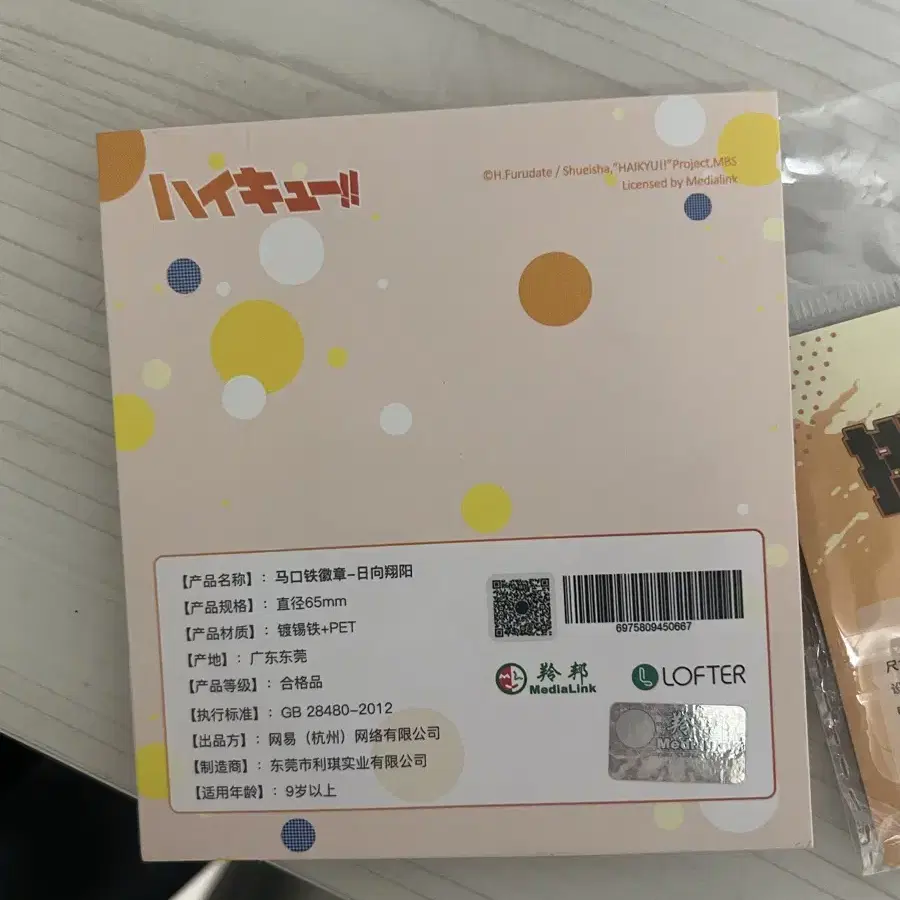 ハイキュー!!
©H.Furudate / Shueisha,"HAIKYU!!"Project,MBS
Licensed by Medialink
【产品名称】：马口铁徽章-日向翔阳
【产品规格】：直径65mm
【产品材质】：镀锡铁+PET
【产地】：广东东莞
【产品等级】：合格品
【执行标准】：GB 28480-2012
【出品方】：网易（杭州）网络有限公司
【制造商】：东莞市利琪实业有限公司
【适用年龄】：9岁以上
6975809450667
羚邦
MediaLink
LOFTER
羚邦
MediaLink